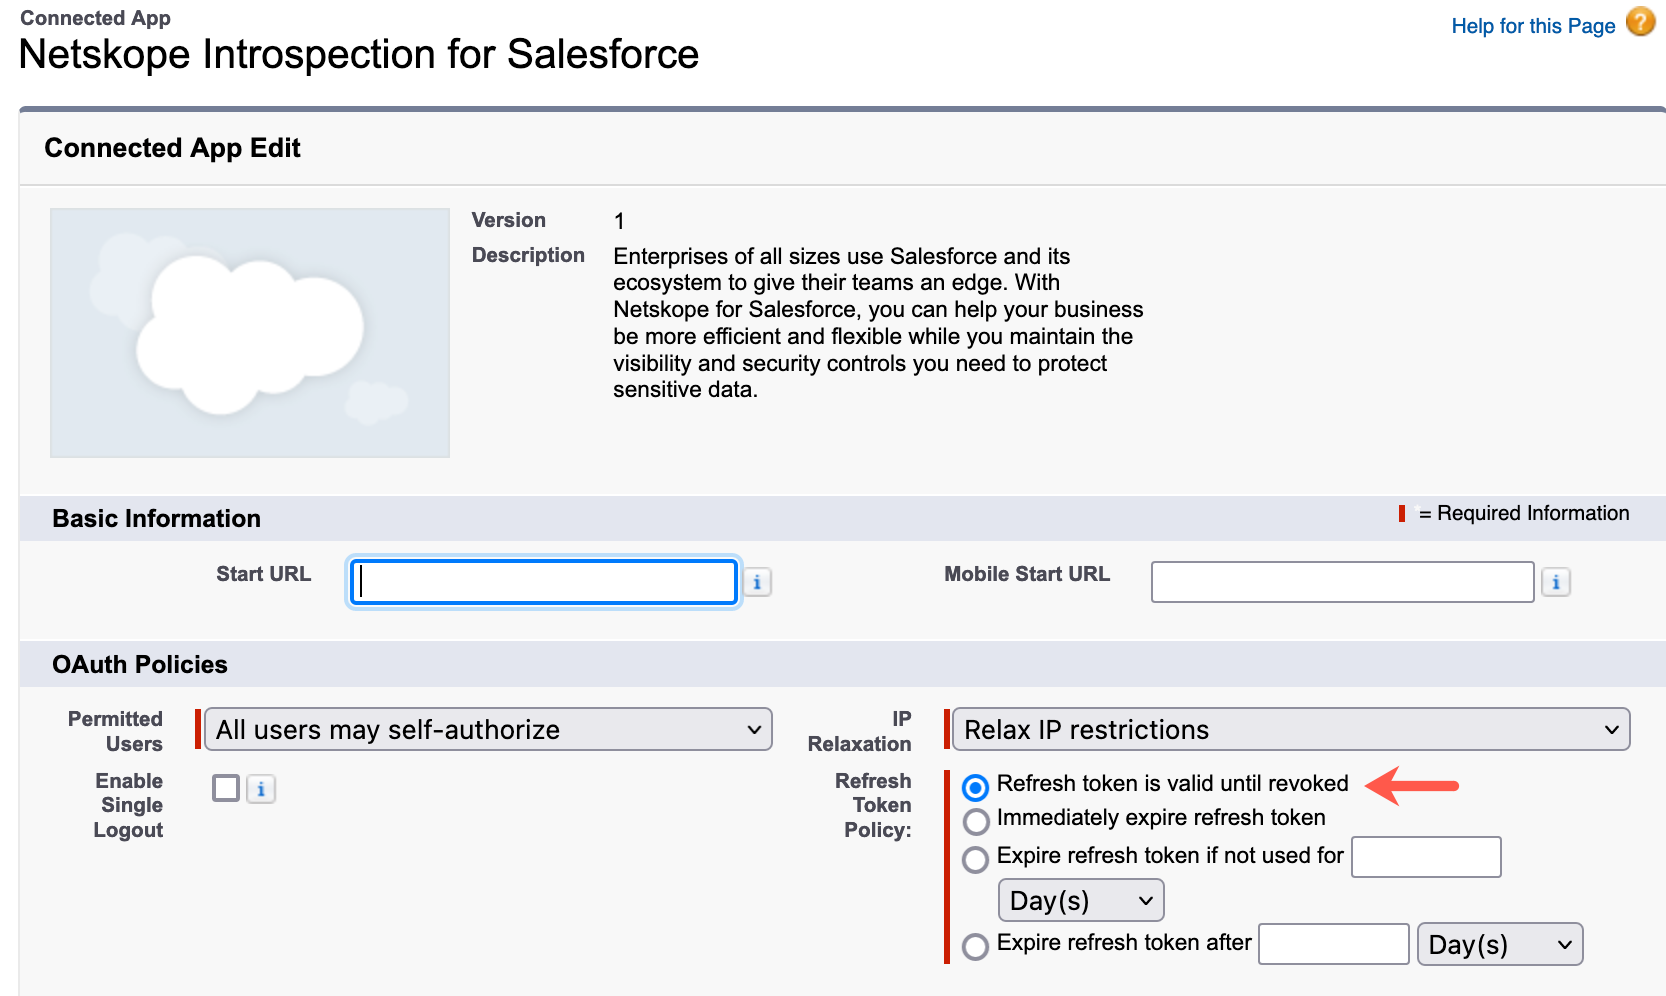 Connected App
Netskope Introspection for Salesforce
Help for this Page ?
Connected App Edit
Version 1
Description Enterprises of all sizes use Salesforce and its
ecosystem to give their teams an edge. With
Netskope for Salesforce, you can help your business
be more efficient and flexible while you maintain the
visibility and security controls you need to protect
sensitive data.
Basic Information
= Required Information
Start URL i
Mobile Start URL i
OAuth Policies
Permitted
Users
All users may self-authorize
IP
Relaxation
Relax IP restrictions
Enable
Single
Logout
i
Refresh
Token
Policy:
Refresh token is valid until revoked
Immediately expire refresh token
Expire refresh token if not used for
Day(s)
Expire refresh token after Day(s)